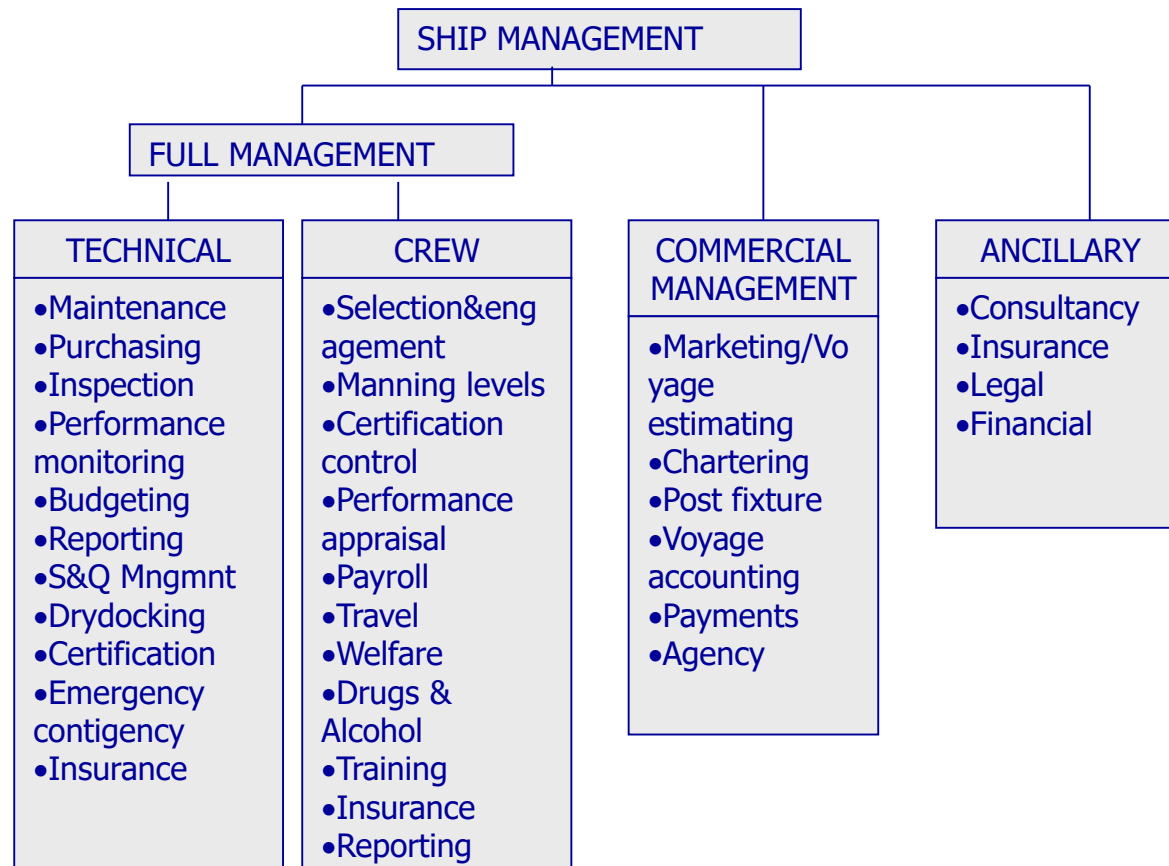 SHIP MANAGEMENT
FULL MANAGEMENT
TECHNICAL
•Maintenance
•Purchasing
•Inspection
•Performance
monitoring
•Budgeting
•Reporting
•S&Q Mngmnt
•Drydocking
•Certification
•Emergency
contigency
•Insurance
CREW
•Selection&eng
agement
•Manning levels
•Certification
control
•Performance
appraisal
•Payroll
•Travel
•Welfare
•Drugs &
Alcohol
•Training
•Insurance
•Reporting
COMMERCIAL
MANAGEMENT
•Marketing/Vo
yage
estimating
•Chartering
•Post fixture
•Voyage
accounting
•Payments
•Agency
ANCILLARY
•Consultancy
•Insurance
•Legal
•Financial